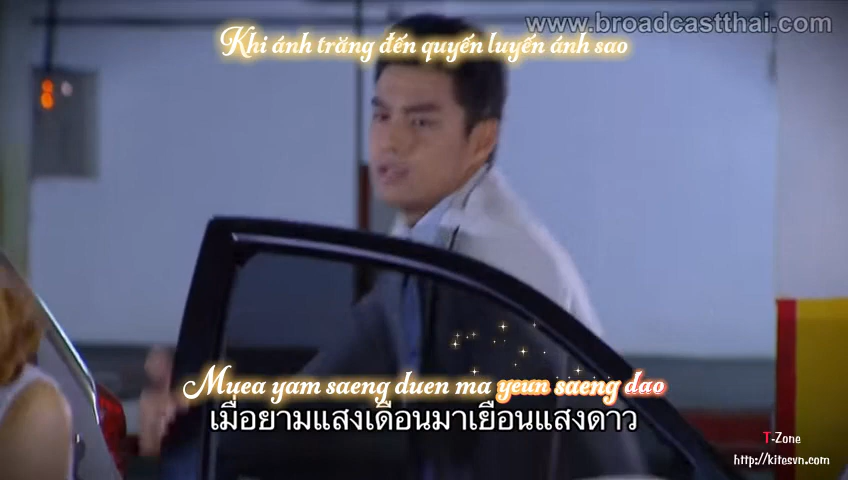 www.broadcastthai.com
Khi ánh trăng đến quyến luyến ánh sao
Muea yam saeng duen ma yeun saeng dao
เมื่อยามแสงเดือนมาเยือนแสงดาว
T-Zone
http://kitesvn.com